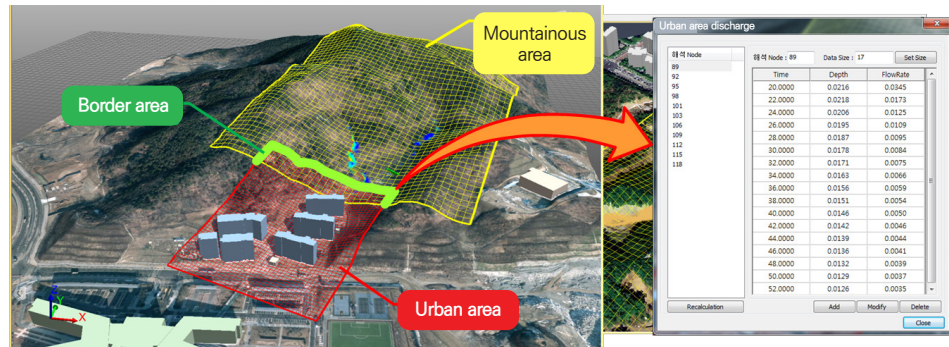 Mountainous
area
Border area
Urban area
Z
Y
X
Urban area discharge
해석 Node
89
92
95
98
101
103
106
109
112
115
118
해석 Node : 89 Data Size : 17 Set Size
Time Depth FlowRate
20.0000 0.0216 0.0345
22.0000 0.0218 0.0173
24.0000 0.0206 0.0125
26.0000 0.0195 0.0109
28.0000 0.0187 0.0095
30.0000 0.0178 0.0084
32.0000 0.0171 0.0075
34.0000 0.0163 0.0066
36.0000 0.0156 0.0059
38.0000 0.0151 0.0054
40.0000 0.0146 0.0050
42.0000 0.0142 0.0046
44.0000 0.0139 0.0044
46.0000 0.0136 0.0041
48.0000 0.0132 0.0039
50.0000 0.0129 0.0037
52.0000 0.0126 0.0035
Recalculation Add Modify Delete
Close